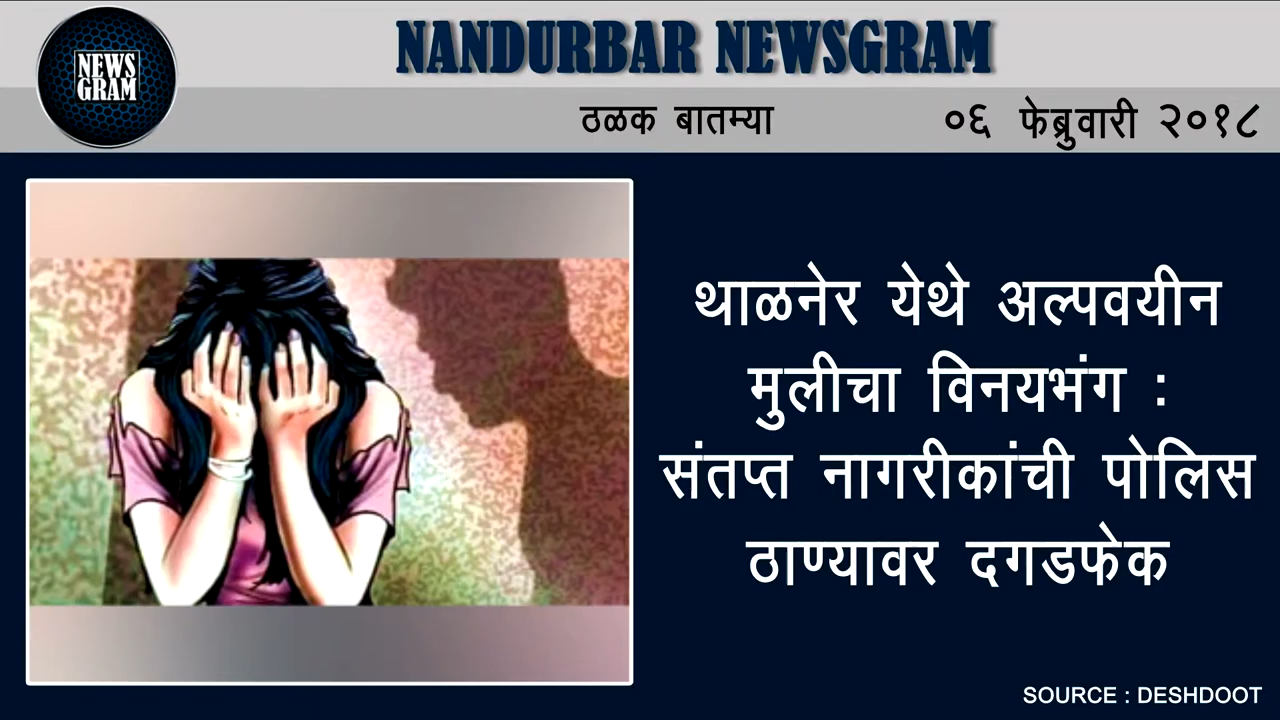 NEWS
GRAM
NANDURBAR NEWSGRAM
ठळक बातम्या
०६ फेब्रुवारी २०१८
थाळनेर येथे अल्पवयीन
मुलीचा विनयभंग :
संतप्त नागरीकांची पोलिस
ठाण्यावर दगडफेक
SOURCE : DESHDOOT